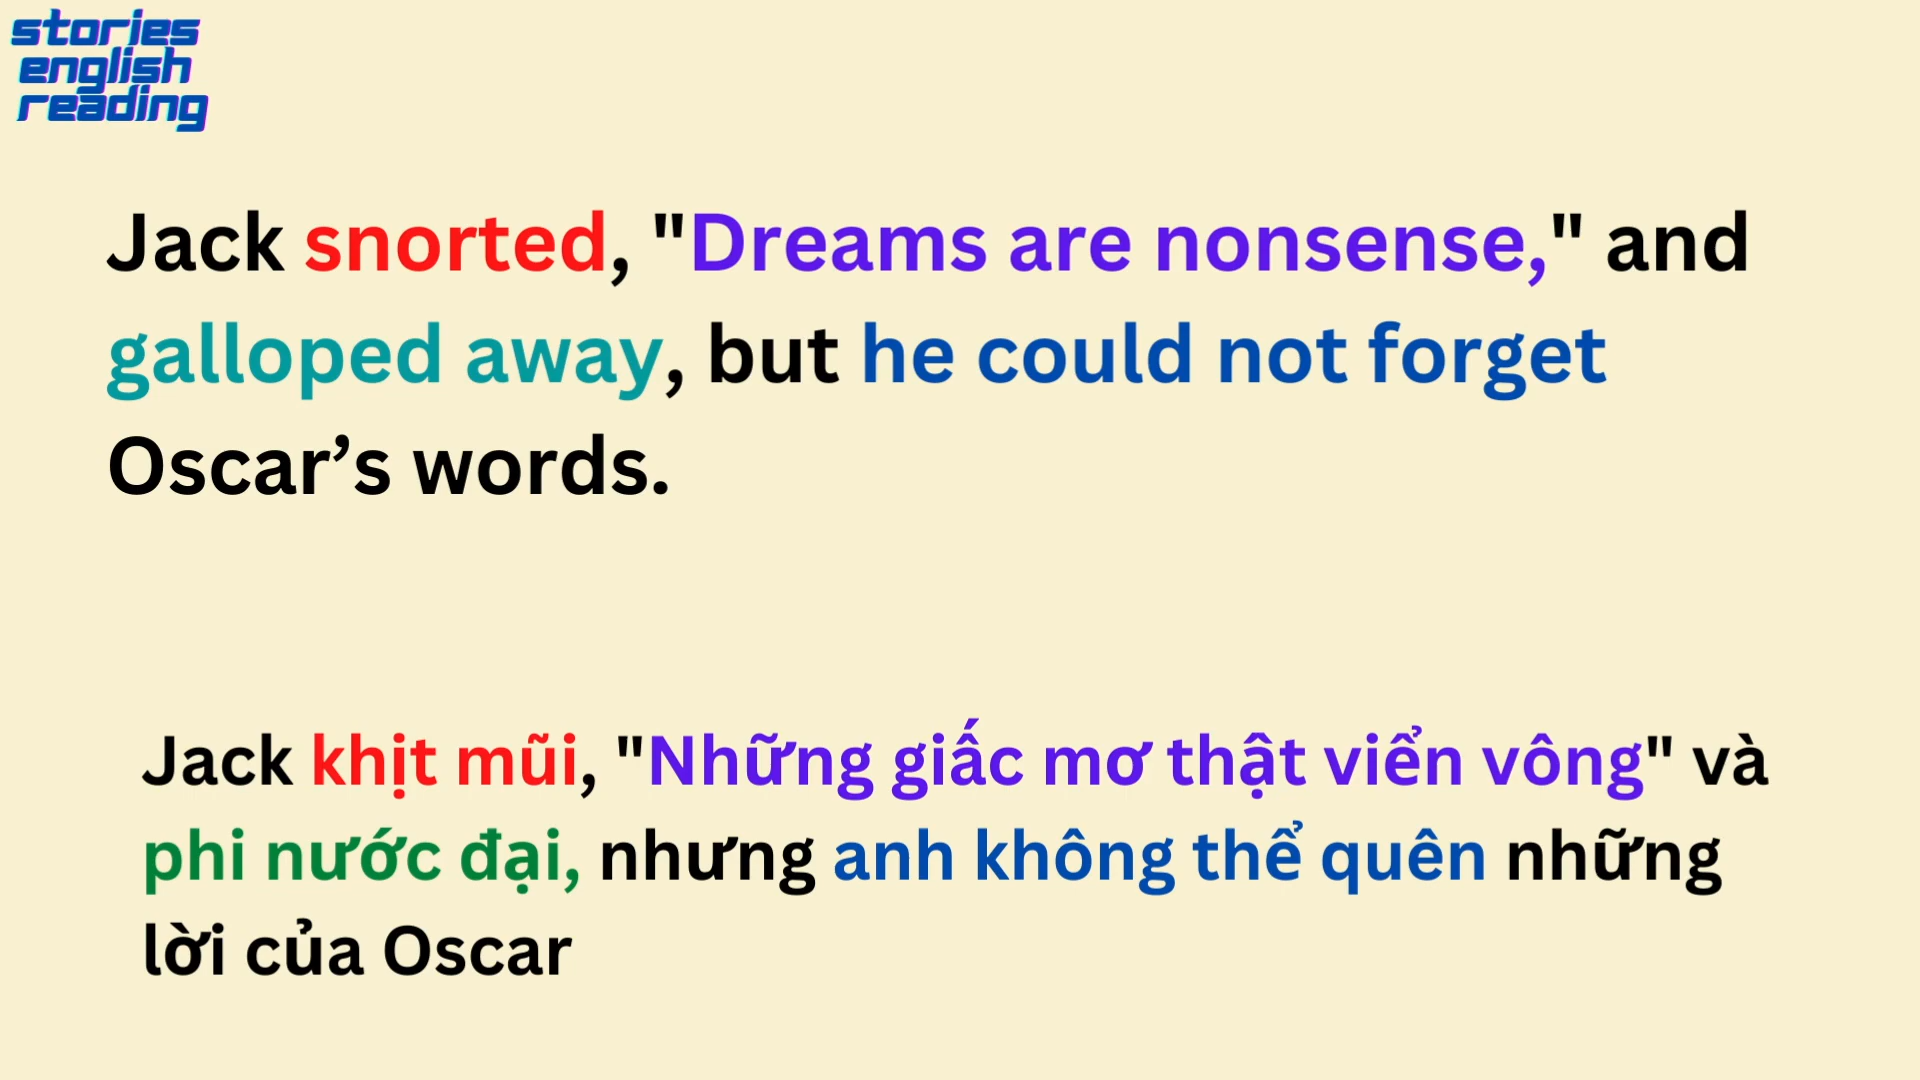 stories
english
reading
Jack snorted, "Dreams are nonsense," and
galloped away, but he could not forget
Oscar’s words.
Jack khịt mũi, "Những giấc mơ thật viển vông" và
phi nước đại, nhưng anh không thể quên những
lời của Oscar